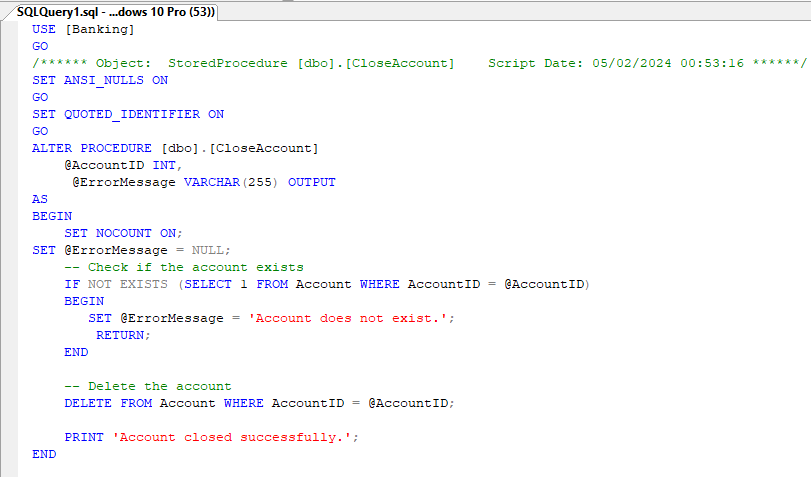 SQLQuery1.sql - ...dows 10 Pro (53))
USE [Banking]
GO
/****** Object:  StoredProcedure [dbo].[CloseAccount]    Script Date: 05/02/2024 00:53:16 ******/
SET ANSI_NULLS ON
GO
SET QUOTED_IDENTIFIER ON
GO
ALTER PROCEDURE [dbo].[CloseAccount]
    @AccountID INT,
     @ErrorMessage VARCHAR(255) OUTPUT
AS
BEGIN
    SET NOCOUNT ON;
SET @ErrorMessage = NULL;
    -- Check if the account exists
    IF NOT EXISTS (SELECT 1 FROM Account WHERE AccountID = @AccountID)
    BEGIN
       SET @ErrorMessage = 'Account does not exist.';
        RETURN;
    END
    -- Delete the account
    DELETE FROM Account WHERE AccountID = @AccountID;
    PRINT 'Account closed successfully.';
END